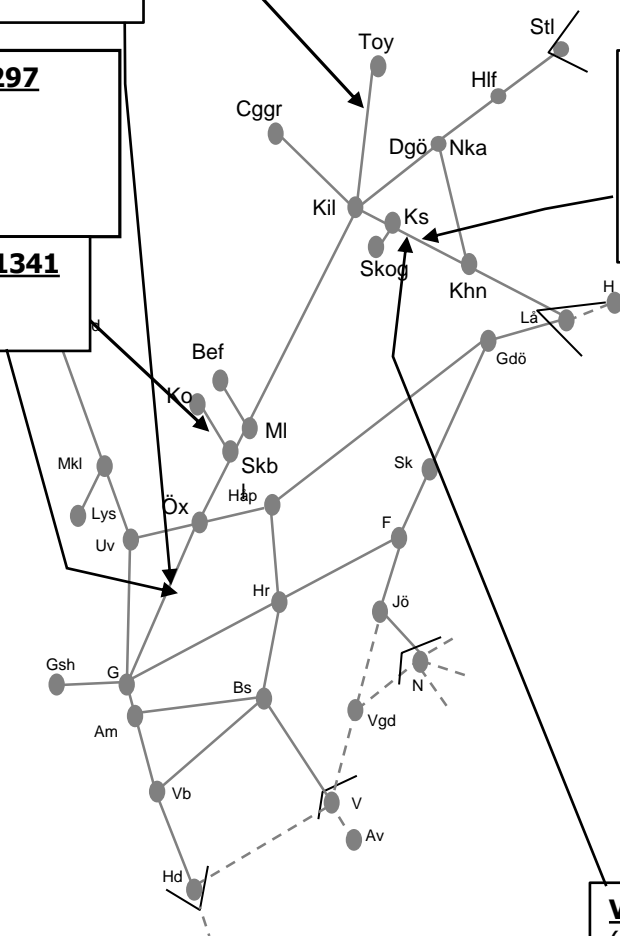 Stl
Toy
297
Hlf
Cggr
Dgö
Nka
Kil
Ks
Skog
1341
Khn
H
Lå
d
Gdö
Bef
Ko
Ml
Mkl
Skb
Sk
Håp
Öx
Lys
F
Uv
Hr
Jö
Gsh
G
N
Bs
Am
Vgd
Vb
V
Av
Hd
V